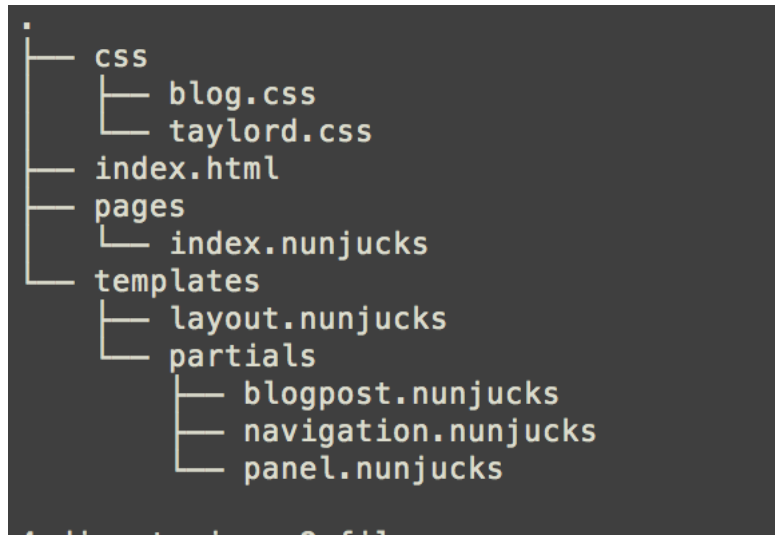 .
├── css
│   ├── blog.css
│   └── taylord.css
├── index.html
├── pages
│   └── index.nunjucks
└── templates
    ├── layout.nunjucks
    └── partials
        ├── blogpost.nunjucks
        ├── navigation.nunjucks
        └── panel.nunjucks